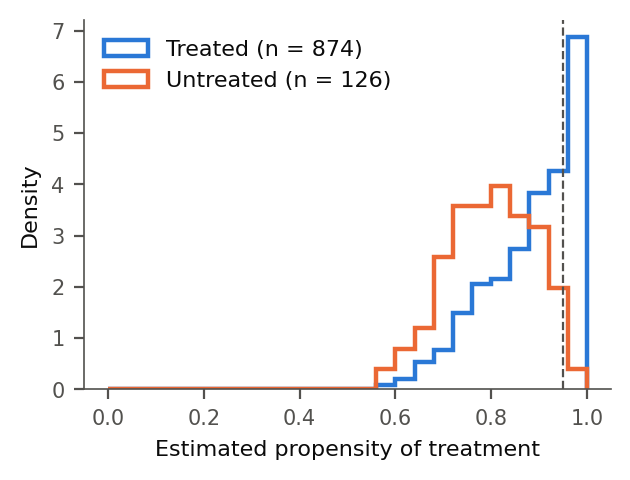 Treated (n = 874)
Untreated (n = 126)
Density
7
6
5
4
3
2
1
0
0.0 0.2 0.4 0.6 0.8 1.0
Estimated propensity of treatment